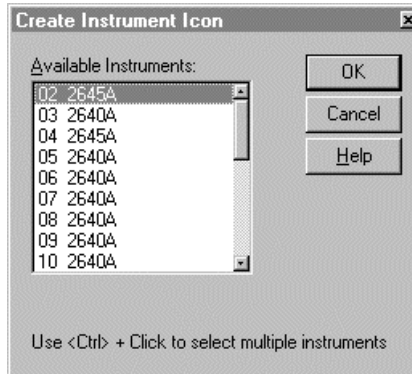 Create Instrument Icon
Available Instruments:
02 2645A
03 2640A
04 2645A
05 2640A
06 2640A
07 2640A
08 2640A
09 2640A
10 2640A
OK
Cancel
Help
Use <Ctrl> + Click to select multiple instruments